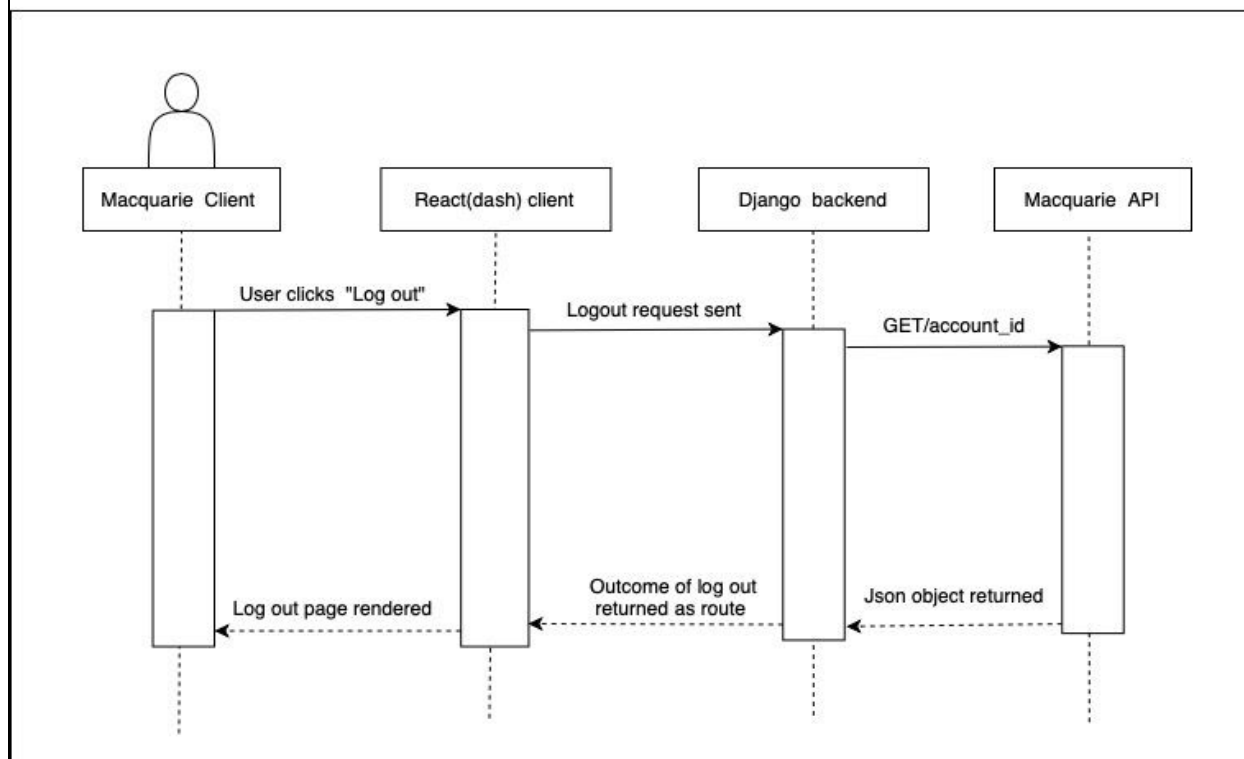 Macquarie Client
React(dash) client
Django backend
Macquarie API
User clicks "Log out"
Logout request sent
GET/account_id
Outcome of log out
returned as route
Json object returned
Log out page rendered